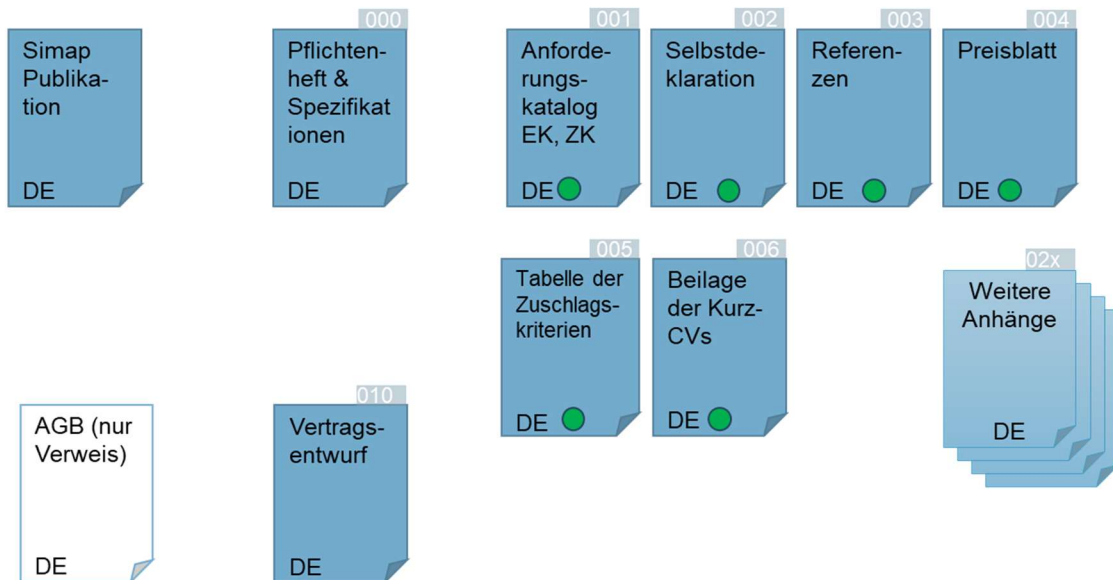 Simap
Publika-
tion
DE
000
Pflichten-
heft &
Spezifikat
ionen
DE
001
Anforde-
rungs-
katalog
EK, ZK
DE
002
Selbstde-
klaration
DE
003
Referen-
zen
DE
004
Preisblatt
DE
005
Tabelle der
Zuschlags-
kriterien
DE
006
Beilage
der Kurz-
CVs
DE
02x
Weitere
Anhänge
DE
AGB (nur
Verweis)
DE
010
Vertrags-
entwurf
DE